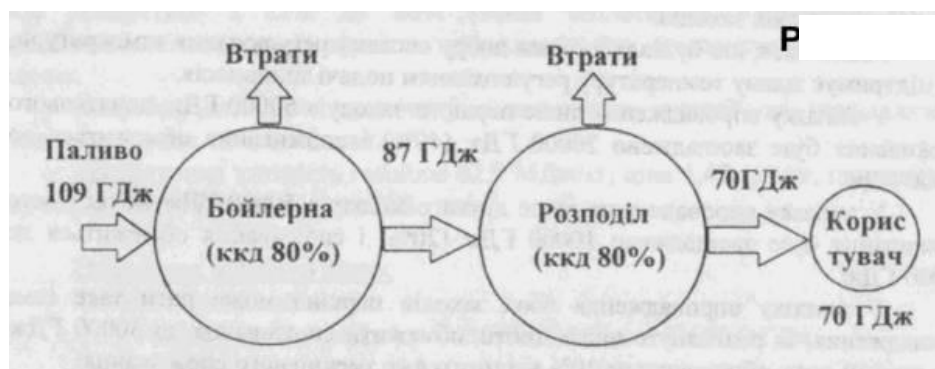 Р
Втрати
Втрати
Паливо
109 ГДж
Бойлерна
(ккд 80%)
87 ГДж
Розподіл
(ккд 80%)
70ГДж
Корис
тувач
70 ГДж